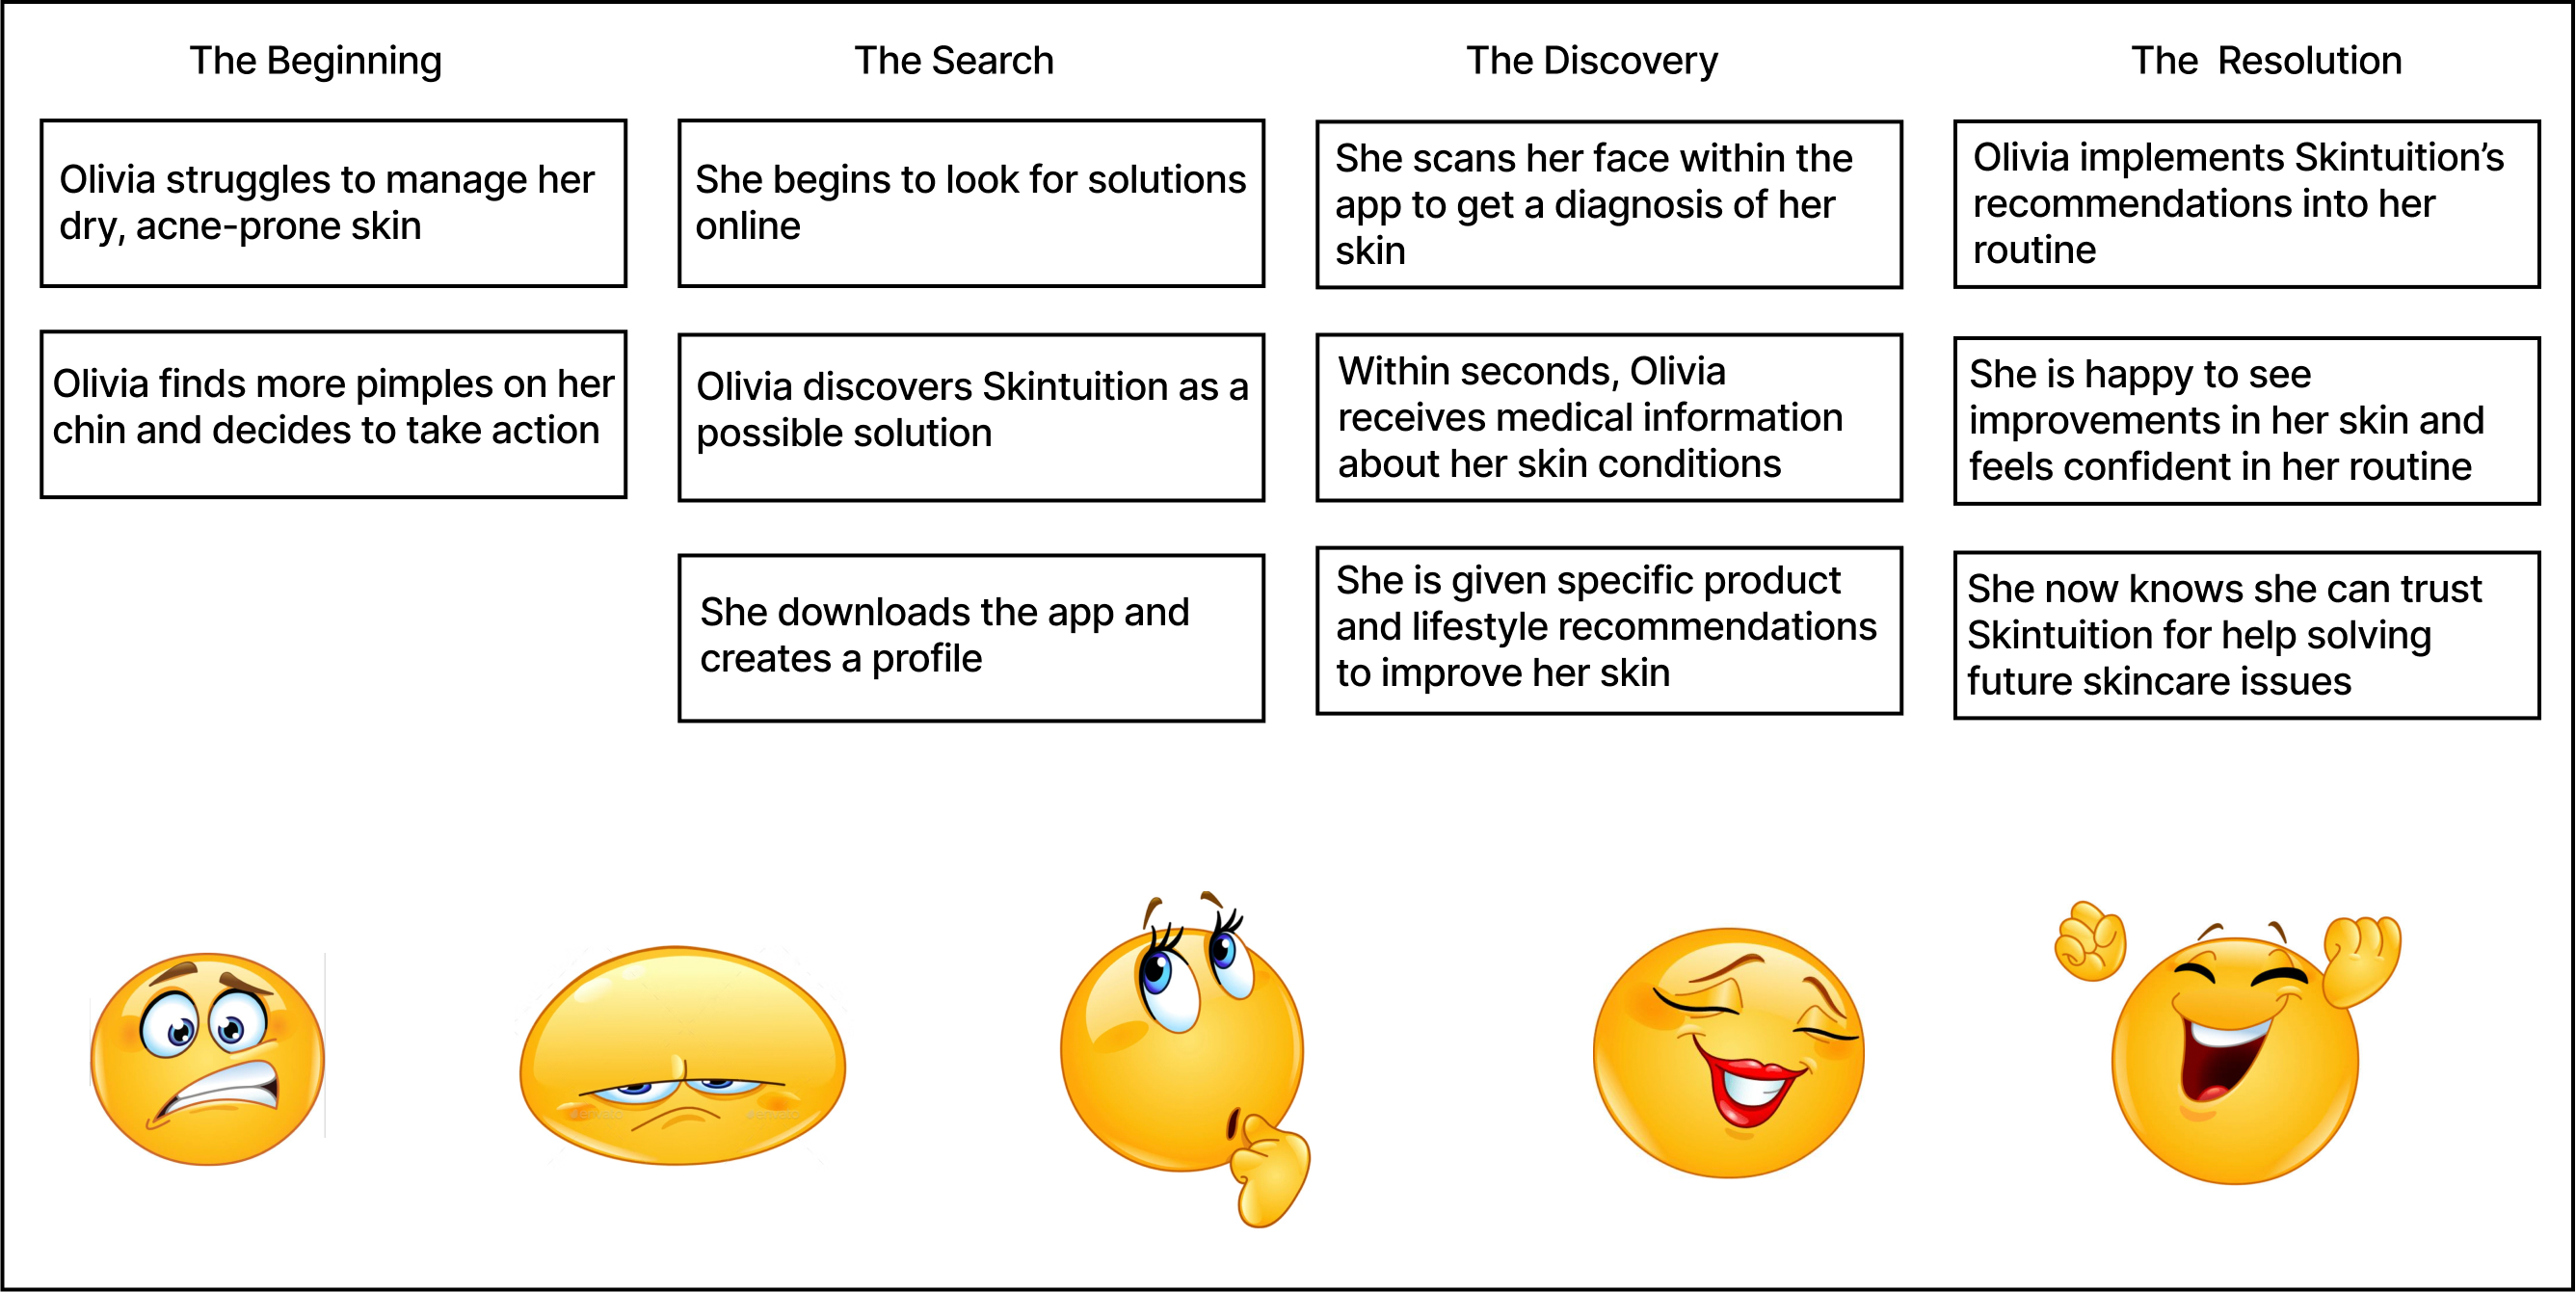 The Beginning
Olivia struggles to manage her
dry, acne-prone skin
Olivia finds more pimples on her
chin and decides to take action
The Search
She begins to look for solutions
online
Olivia discovers Skintuition as a
possible solution
She downloads the app and
creates a profile
The Discovery
She scans her face within the
app to get a diagnosis of her
skin
Within seconds, Olivia
receives medical information
about her skin conditions
She is given specific product
and lifestyle recommendations
to improve her skin
The  Resolution
Olivia implements Skintuition’s
recommendations into her
routine
She is happy to see
improvements in her skin and
feels confident in her routine
She now knows she can trust
Skintuition for help solving
future skincare issues